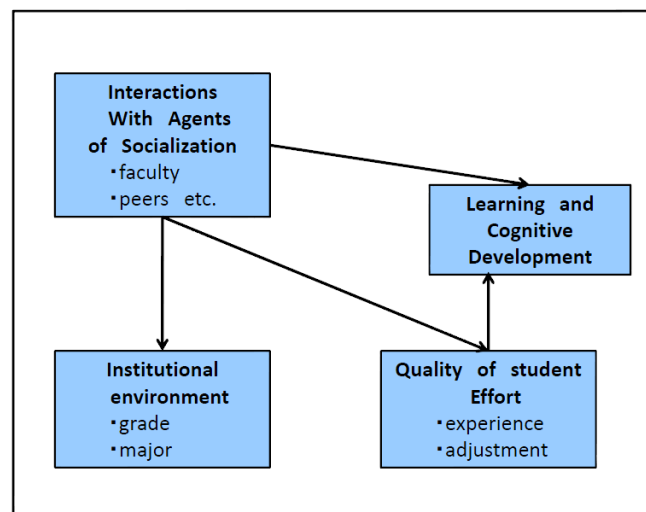 Interactions
With Agents
of Socialization
・faculty
・peers etc.
Learning and
Cognitive
Development
Institutional
environment
・grade
・major
Quality of student
Effort
・experience
・adjustment